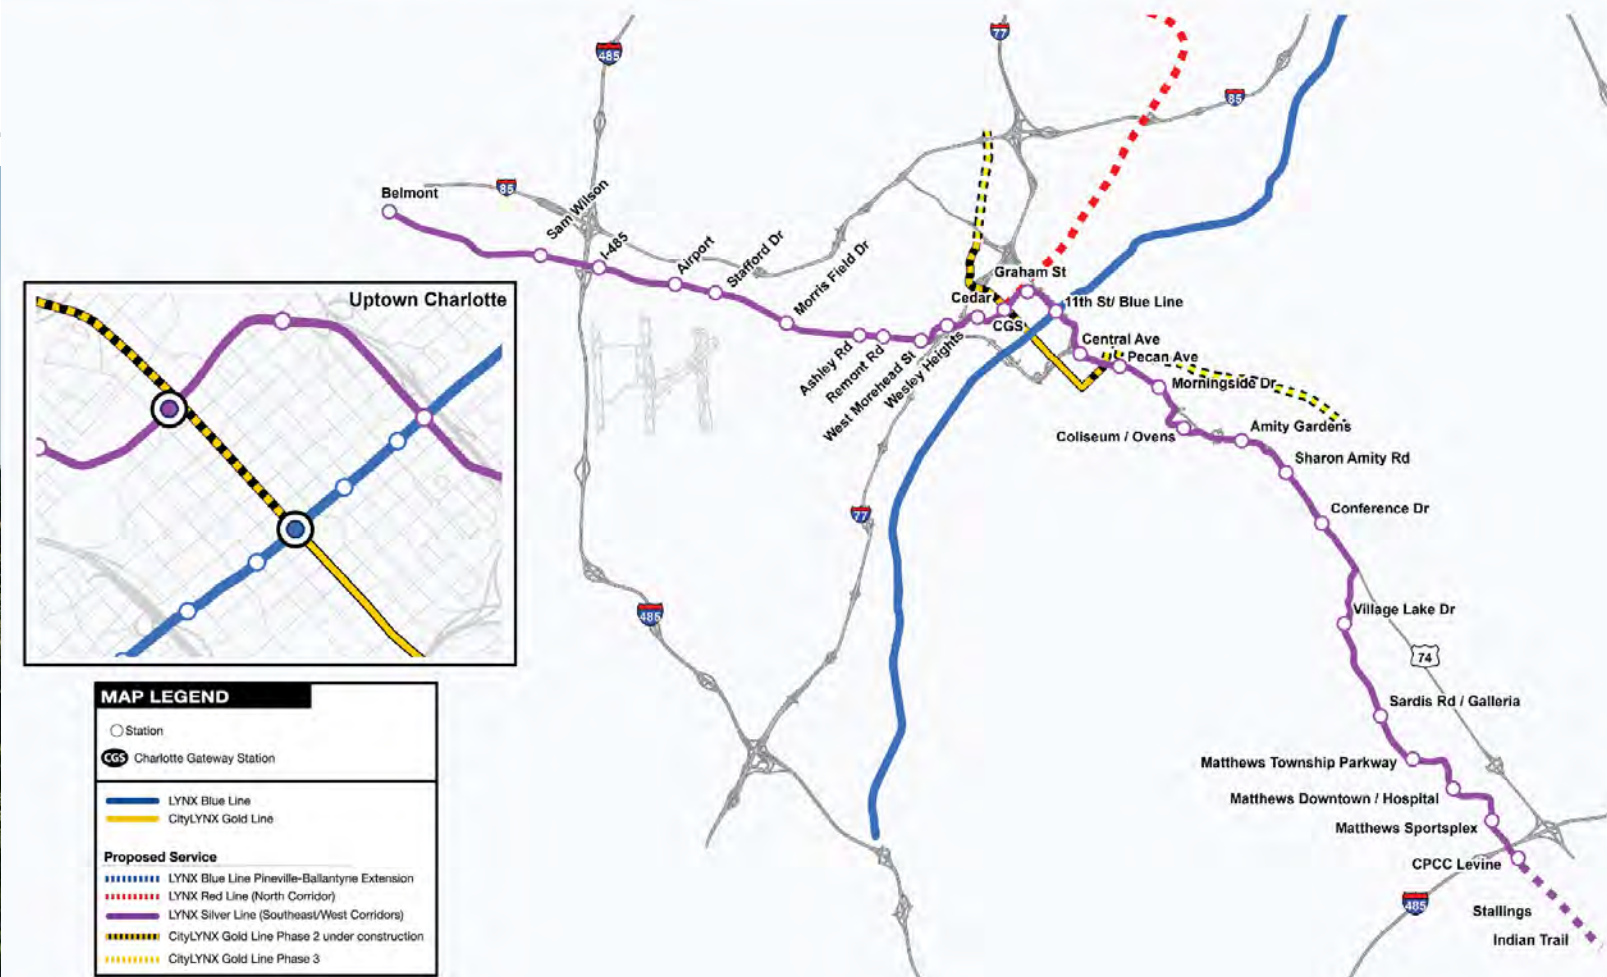 485
77
85
Belmont
85
Sam Wilson
I-485
Airport
Stafford Dr
Morris Field Dr
Graham St
Cedar
CGS
11th St/ Blue Line
Central Ave
Pecan Ave
Ashley Rd
Remont Rd
West Morehead St
Wesley Heights
Morningside Dr
Coliseum / Ovens
Amity Gardens
Sharon Amity Rd
Conference Dr
77
485
Village Lake Dr
74
Sardis Rd / Galleria
Matthews Township Parkway
Matthews Downtown / Hospital
Matthews Sportsplex
CPCC Levine
485
Stallings
Indian Trail
Uptown Charlotte
MAP LEGEND
Station
CGS Charlotte Gateway Station
LYNX Blue Line
CityLYNX Gold Line
Proposed Service
LYNX Blue Line Pineville-Ballantyne Extension
LYNX Red Line (North Corridor)
LYNX Silver Line (Southeast/West Corridors)
CityLYNX Gold Line Phase 2 under construction
CityLYNX Gold Line Phase 3